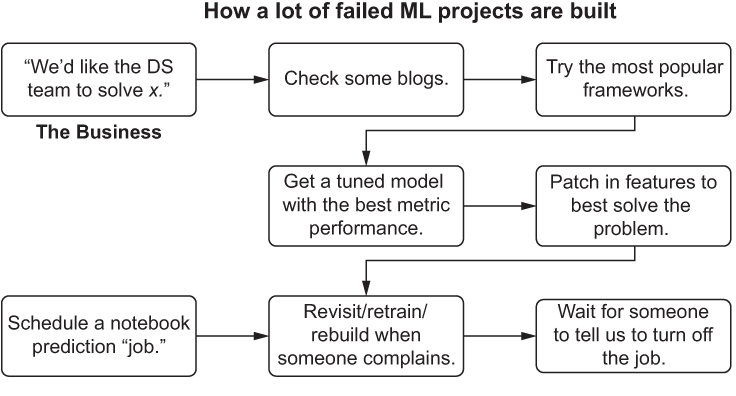 How a lot of failed ML projects are built
“We’d like the DS
team to solve x.”
The Business
Check some blogs.
Try the most popular
frameworks.
Get a tuned model
with the best metric
performance.
Patch in features to
best solve the
problem.
Schedule a notebook
prediction “job.”
Revisit/retrain/
rebuild when
someone complains.
Wait for someone
to tell us to turn off
the job.